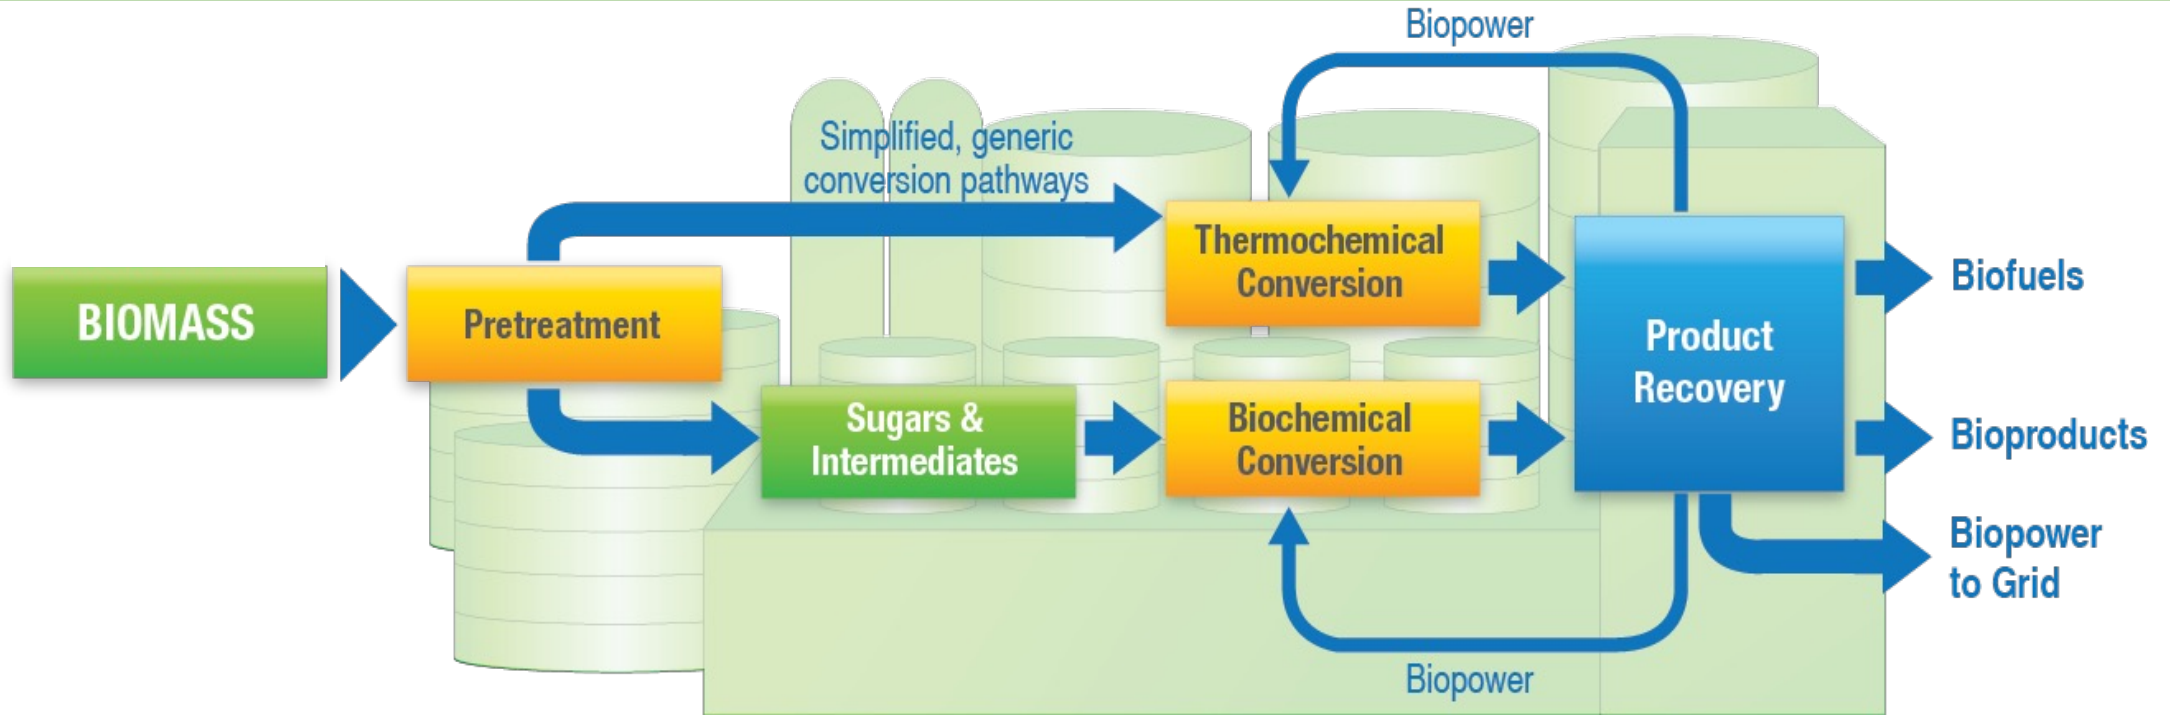 Biopower
Simplified, generic
conversion pathways
BIOMASS
Pretreatment
Thermochemical
Conversion
Sugars &
Intermediates
Biochemical
Conversion
Product
Recovery
Biofuels
Bioproducts
Biopower
to Grid
Biopower